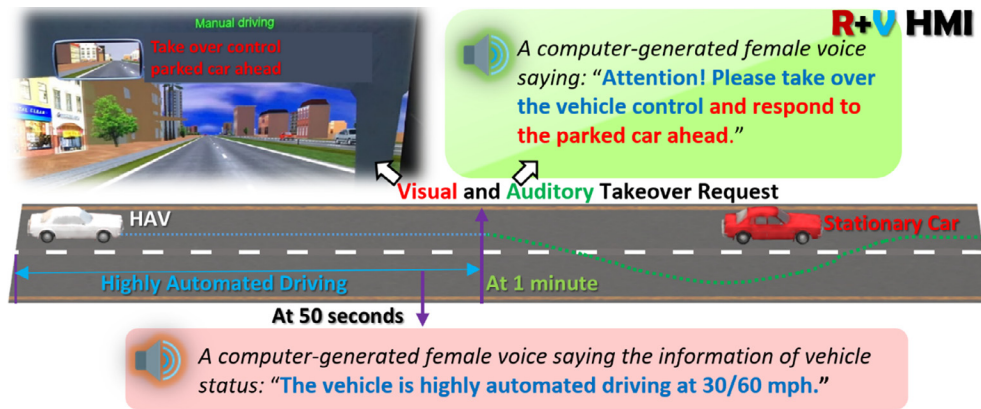 Manual driving
Take over control
parked car ahead
R+V HMI
A computer-generated female voice
saying: “Attention! Please take over
the vehicle control and respond to
the parked car ahead.”
Visual and Auditory Takeover Request
HAV
Stationary Car
Highly Automated Driving
At 1 minute
At 50 seconds
A computer-generated female voice saying the information of vehicle
status: “The vehicle is highly automated driving at 30/60 mph.”